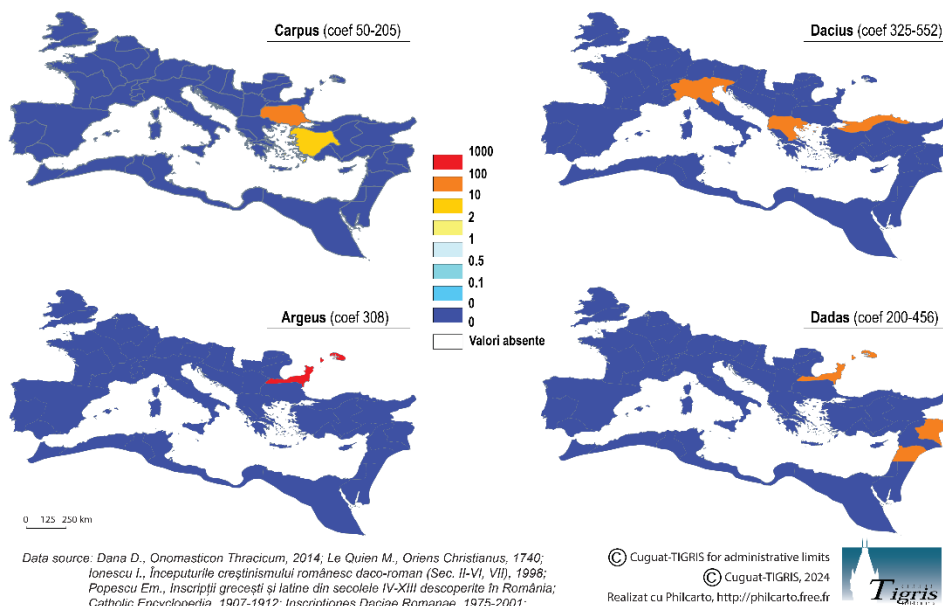 Carpus (coef 50-205)
Dacius (coef 325-552)
1000
100
10
2
1
0.5
0.1
0
0
Valori absente
Argeus (coef 308)
Dadas (coef 200-456)
0 125 250 km
Data source: Dana D., Onomasticon Thracicum, 2014; Le Quien M., Oriens Christianus, 1740;
Ionescu I., Începuturile creștinismului românesc daco-roman (Sec. II-VI, VII), 1998;
Popescu Em., Inscripții grecești și latine din secolele IV-XIII descoperite în România;
Catholic Encyclopedia, 1907-1912; Inscriptiones Daciae Romanae, 1975-2001;
© Cuguat-TIGRIS for administrative limits
© Cuguat-TIGRIS, 2024
Realizat cu Philcarto, http://philcarto.free.fr
Tigris